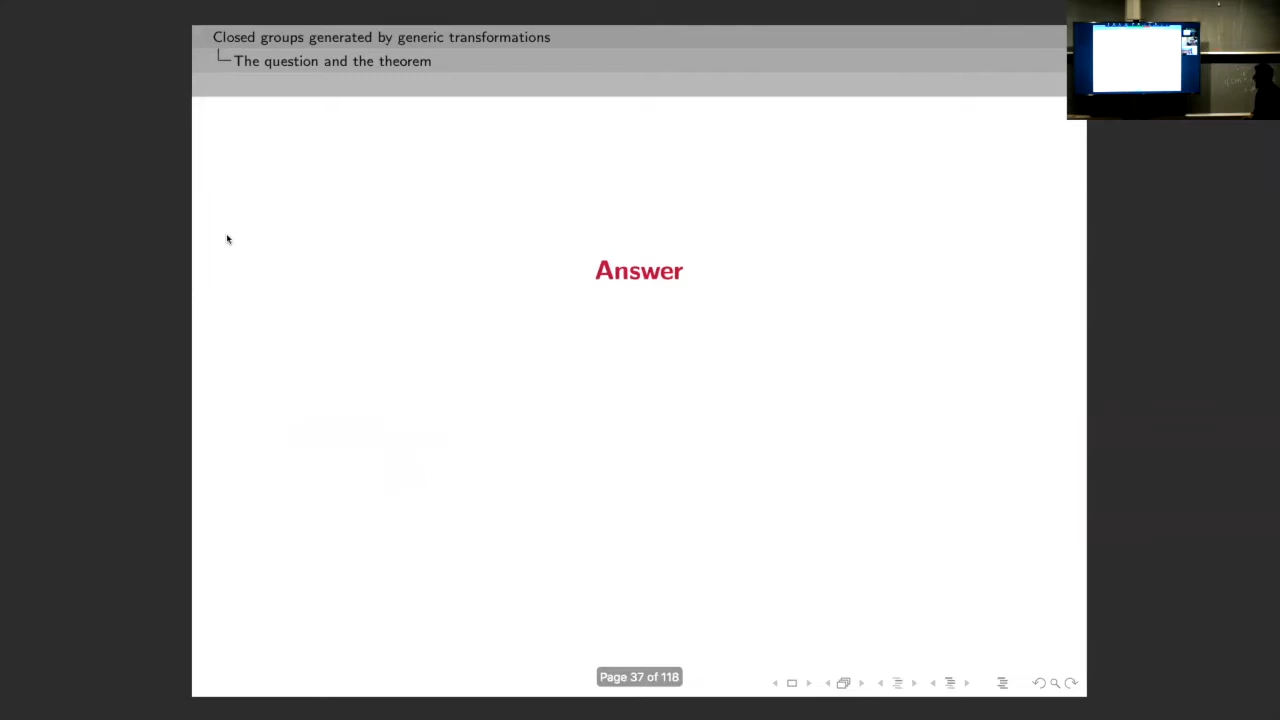 Closed groups generated by generic transformations
The question and the theorem
Answer
Page 37 of 118